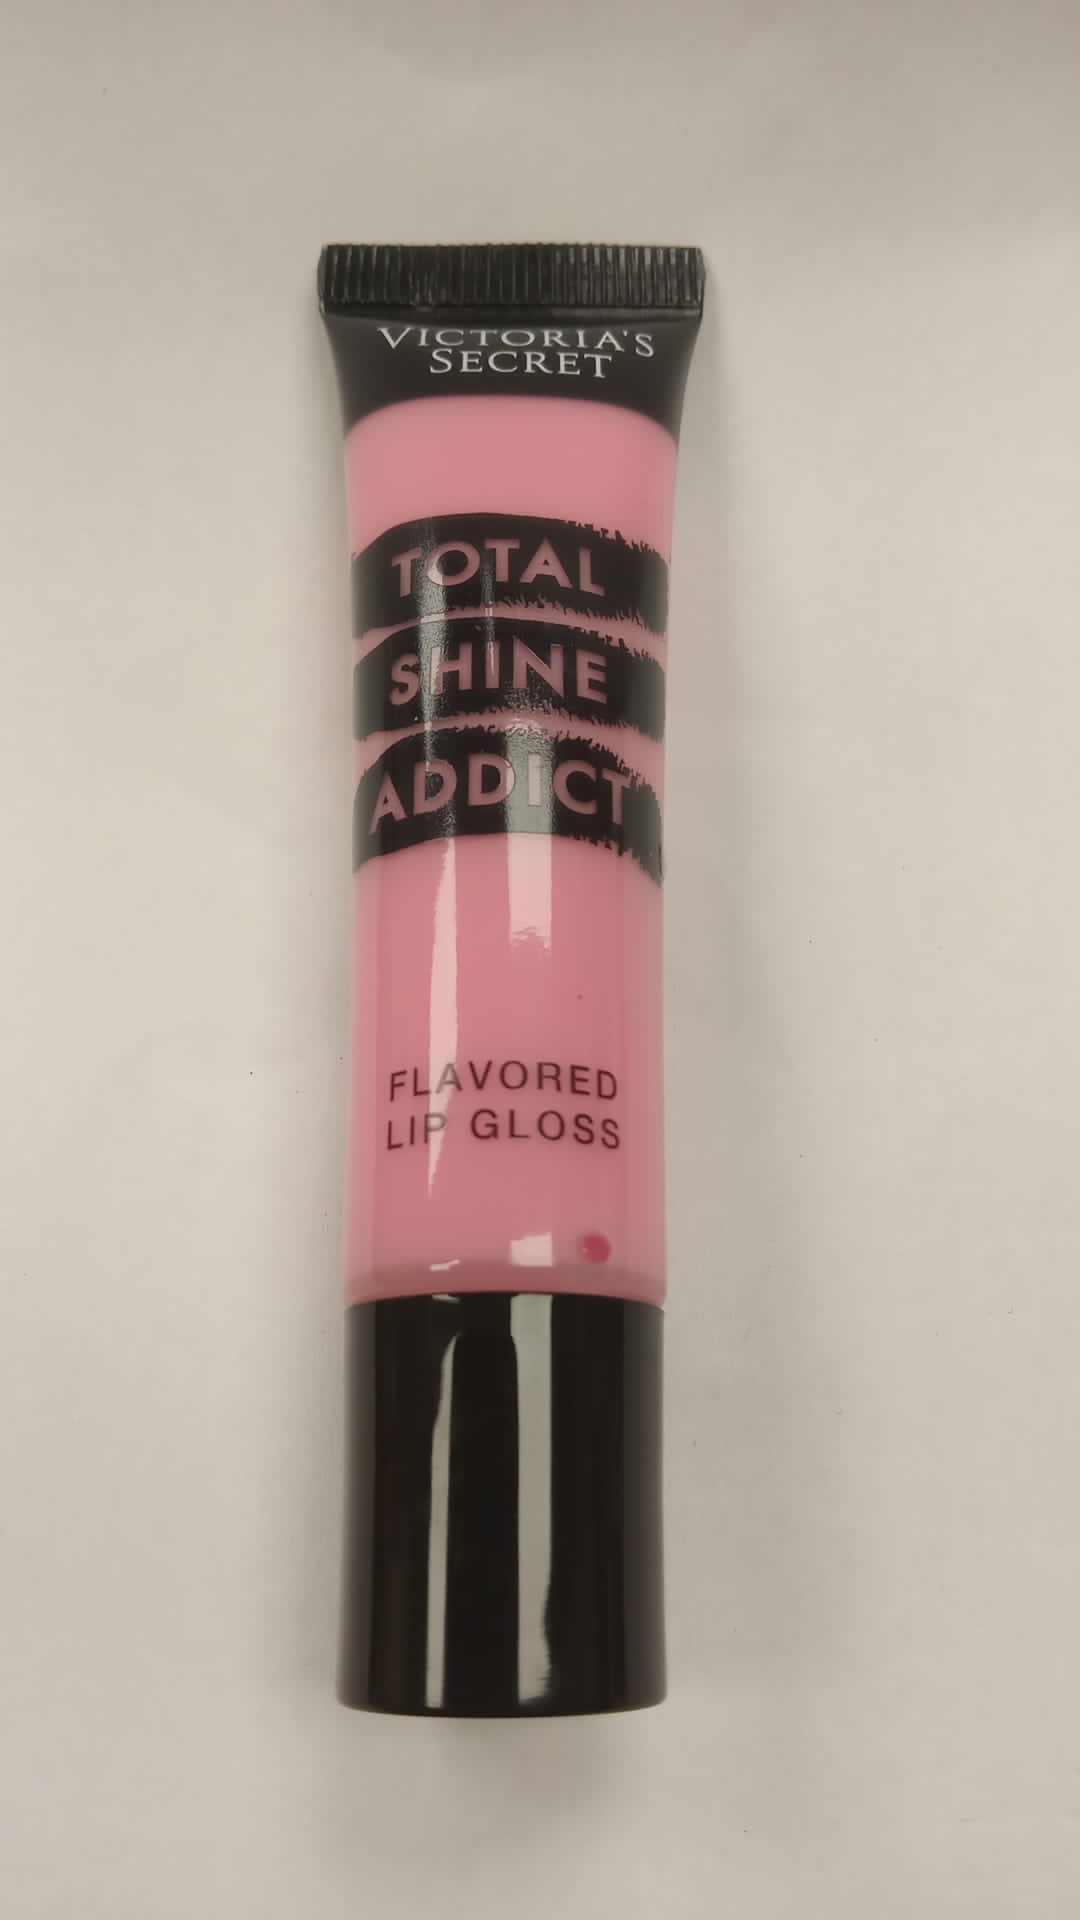 VICTORIA'S
SECRET
TOTAL
SHINE
ADDICT
FLAVORED
LIP GLOSS